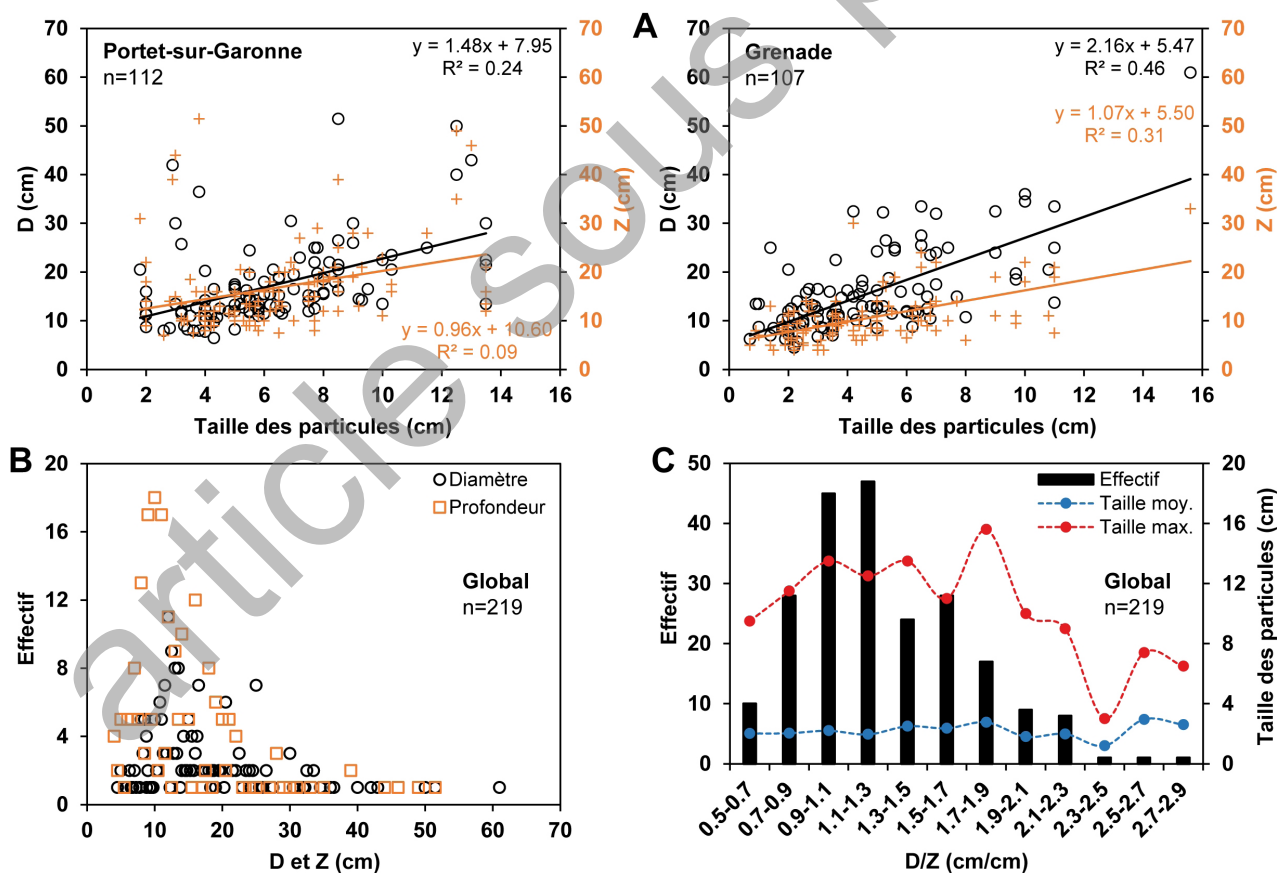 A
Portet-sur-Garonne
n=112
y = 1.48x + 7.95
R² = 0.24
y = 0.96x + 10.60
R² = 0.09
D (cm)
70
60
50
40
30
20
10
0
Z (cm)
70
60
50
40
30
20
10
0
0 2 4 6 8 10 12 14 16
Taille des particules (cm)
Grenade
n=107
y = 2.16x + 5.47
R² = 0.46
y = 1.07x + 5.50
R² = 0.31
D (cm)
70
60
50
40
30
20
10
0
Z (cm)
70
60
50
40
30
20
10
0
0 2 4 6 8 10 12 14 16
Taille des particules (cm)
B
Effectif
20
16
12
8
4
0
Diamètre
Profondeur
Global
n=219
0 10 20 30 40 50 60 70
D et Z (cm)
C
Effectif
50
40
30
20
10
0
Effectif
Taille moy.
Taille max.
Global
n=219
Taille des particules (cm)
20
16
12
8
4
0
0.5-0.7 0.7-0.9 0.9-1.1 1.1-1.3 1.3-1.5 1.5-1.7 1.7-1.9 1.9-2.1 2.1-2.3 2.3-2.5 2.5-2.7 2.7-2.9
D/Z (cm/cm)
article sous